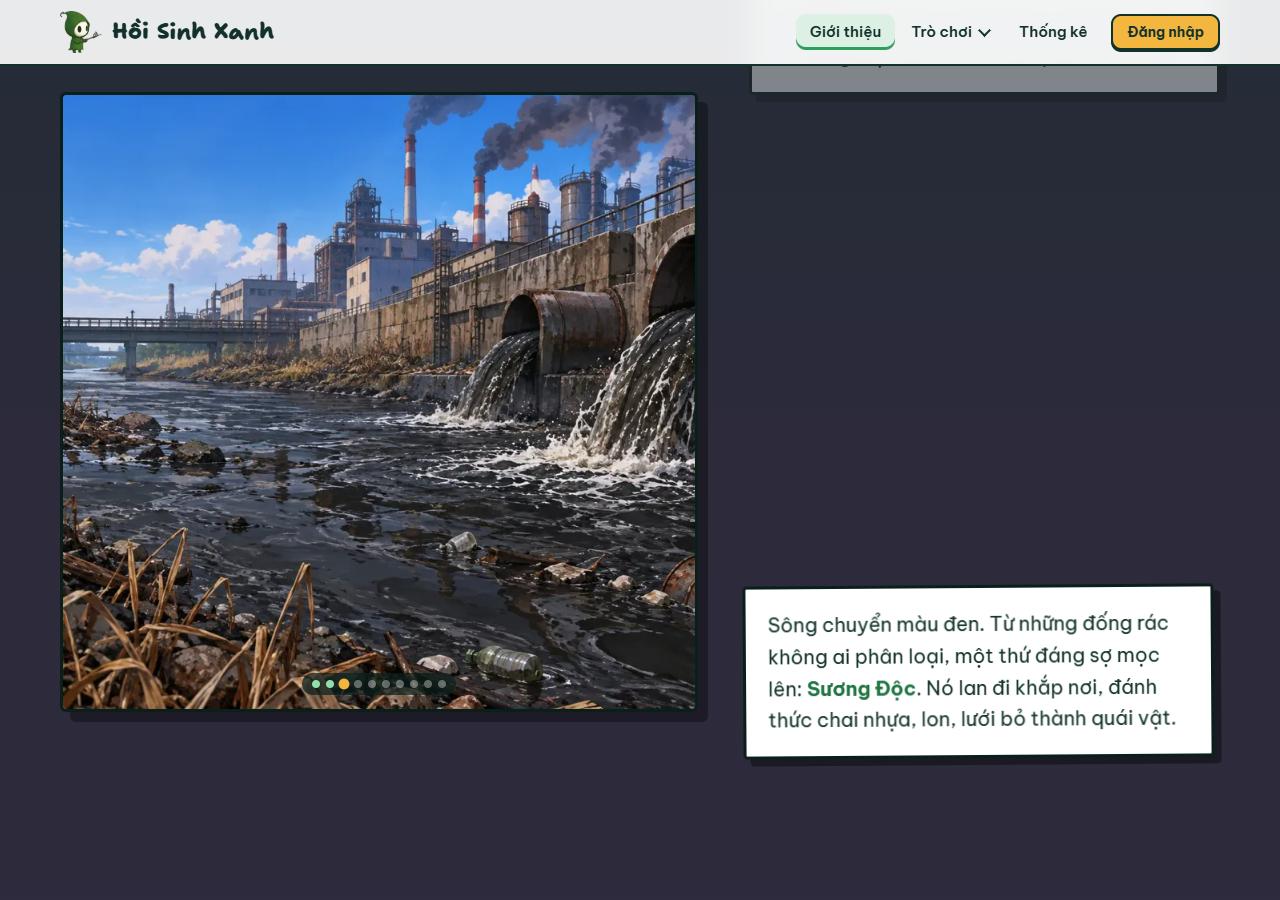 Hồi Sinh Xanh
Giới thiệu
Trò chơi
Thống kê
Đăng nhập
Sông chuyển màu đen. Từ những đống rác
không ai phân loại, một thứ đáng sợ mọc
lên: Sương Độc. Nó lan đi khắp nơi, đánh
thức chai nhựa, lon, lưới bỏ thành quái vật.